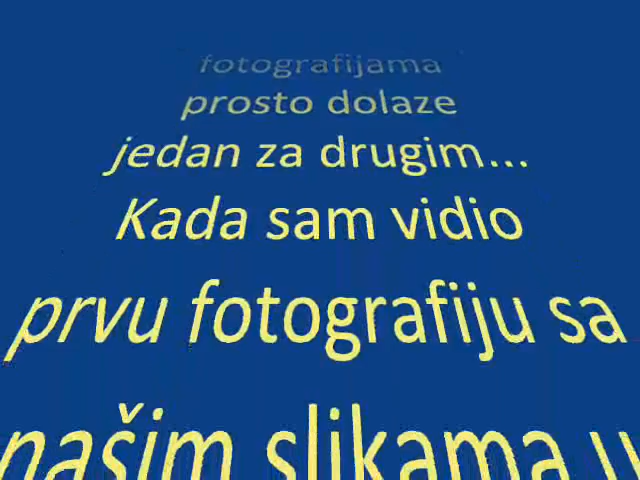 fotografijama
prosto dolaze
jedan za drugim...
Kada sam vidio
prvu fotografiju sa
našim slikama u